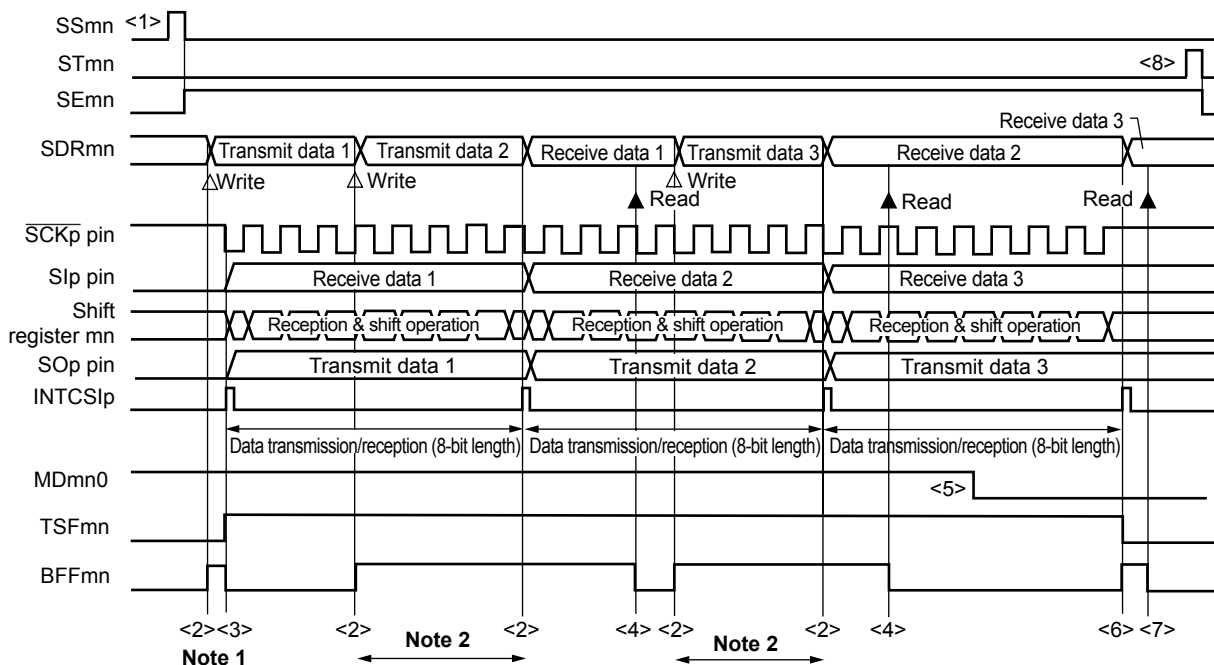 SSmn <1>
STmn <8>
SEmn
Receive data 3
SDRmn Transmit data 1 Transmit data 2 Receive data 1 Transmit data 3 Receive data 2
Write Write Write
Read Read Read
SCKp pin
SIp pin Receive data 1 Receive data 2 Receive data 3
Shift
register mn Reception & shift operation Reception & shift operation Reception & shift operation
SOp pin Transmit data 1 Transmit data 2 Transmit data 3
INTCSIp
Data transmission/reception (8-bit length) Data transmission/reception (8-bit length) Data transmission/reception (8-bit length)
MDmn0 <5>
TSFmn
BFFmn
<2> <3> <2> <2> <4> <2> <2> <4> <6> <7>
Note 1 Note 2 Note 2